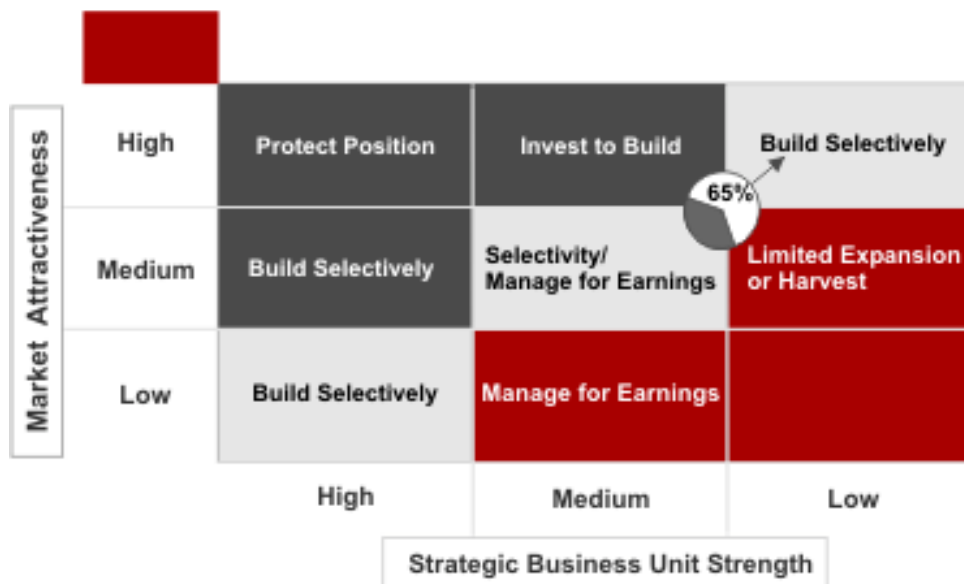 Market Attractiveness
High
Protect Position
Invest to Build
Build Selectively
65%
Medium
Build Selectively
Selectivity/
Manage for Earnings
Limited Expansion
or Harvest
Low
Build Selectively
Manage for Earnings
High
Medium
Low
Strategic Business Unit Strength